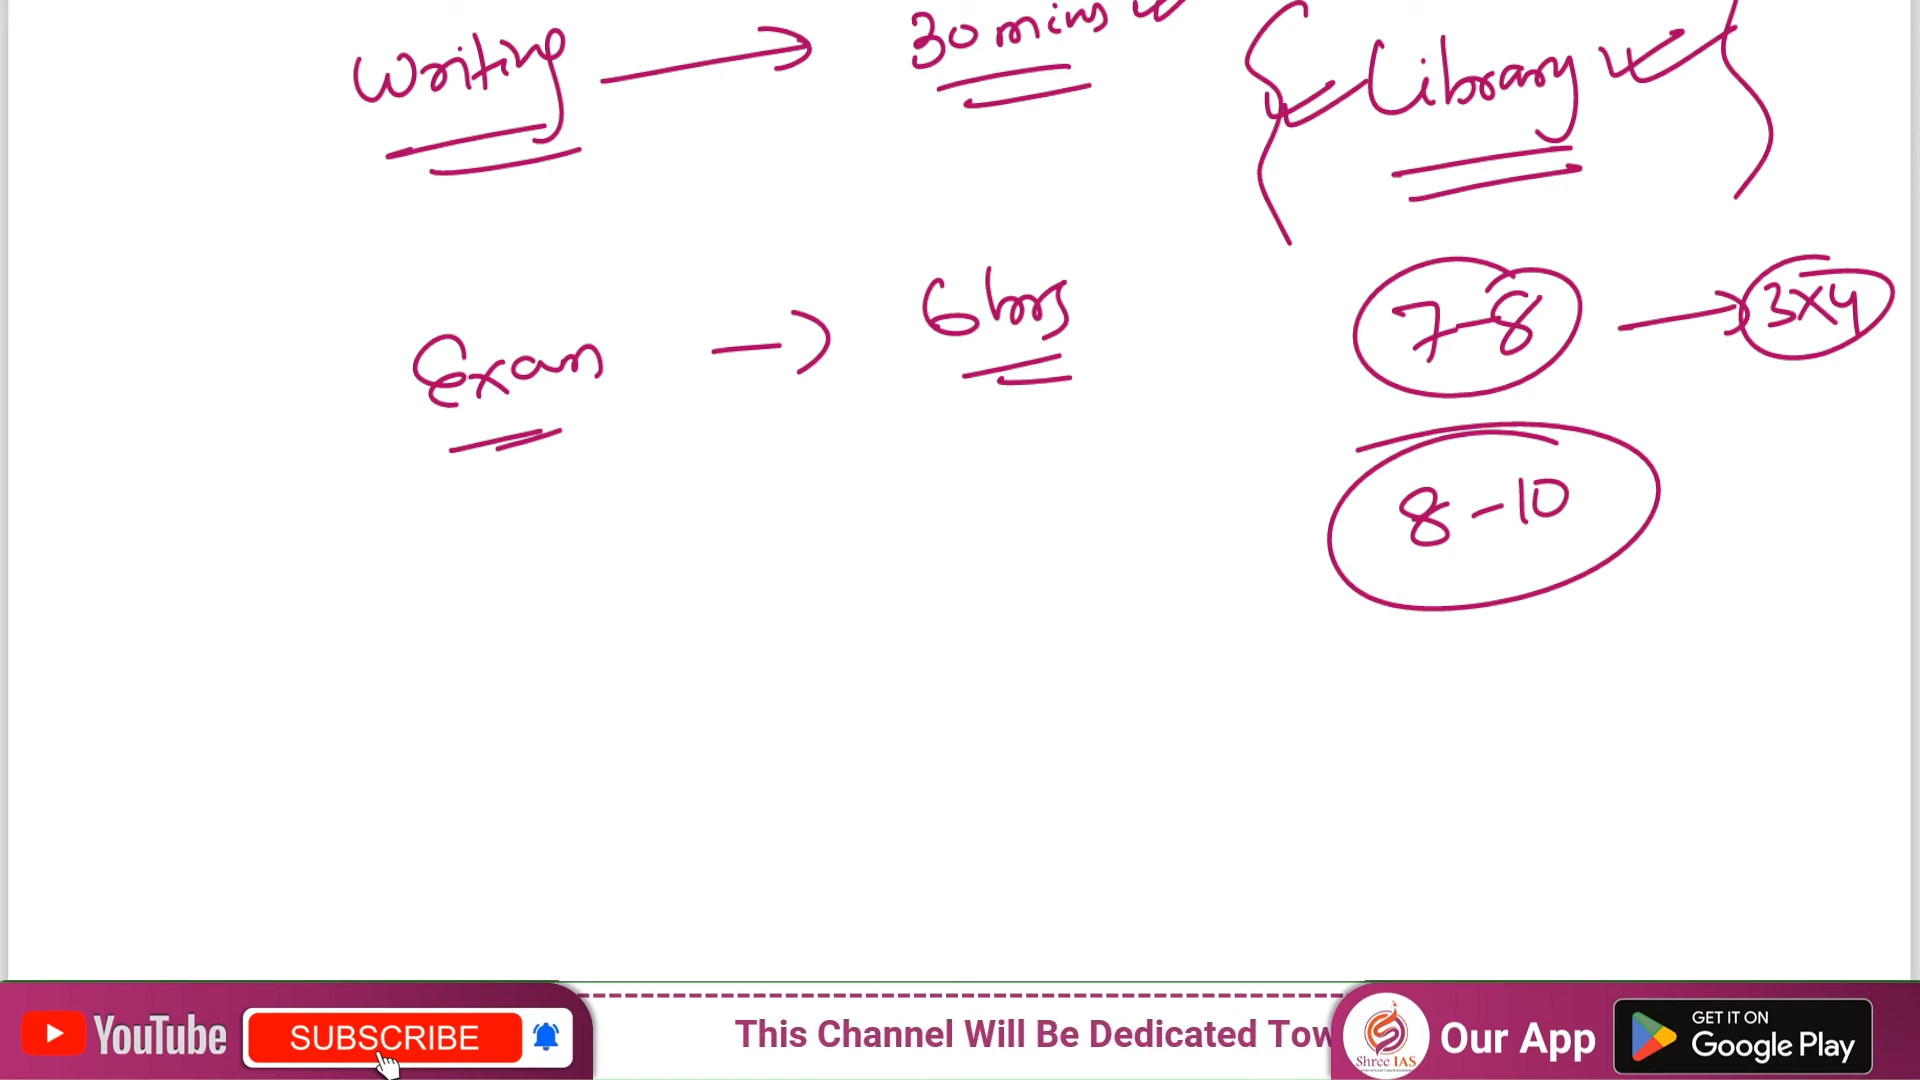 Writing → 30 mins
Library
Exam → 6 hrs
7-8 → 3x4
8-10
YouTube
SUBSCRIBE
This Channel Will Be Dedicated Tow
Shree IAS
Our App
GET IT ON
Google Play